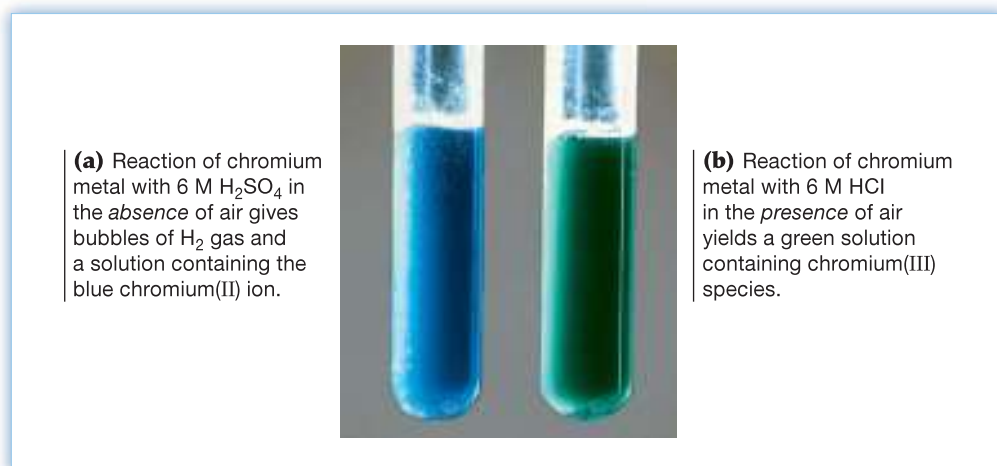 (a) Reaction of chromium
metal with 6 M H₂SO₄ in
the absence of air gives
bubbles of H₂ gas and
a solution containing the
blue chromium(II) ion.
(b) Reaction of chromium
metal with 6 M HCl
in the presence of air
yields a green solution
containing chromium(III)
species.